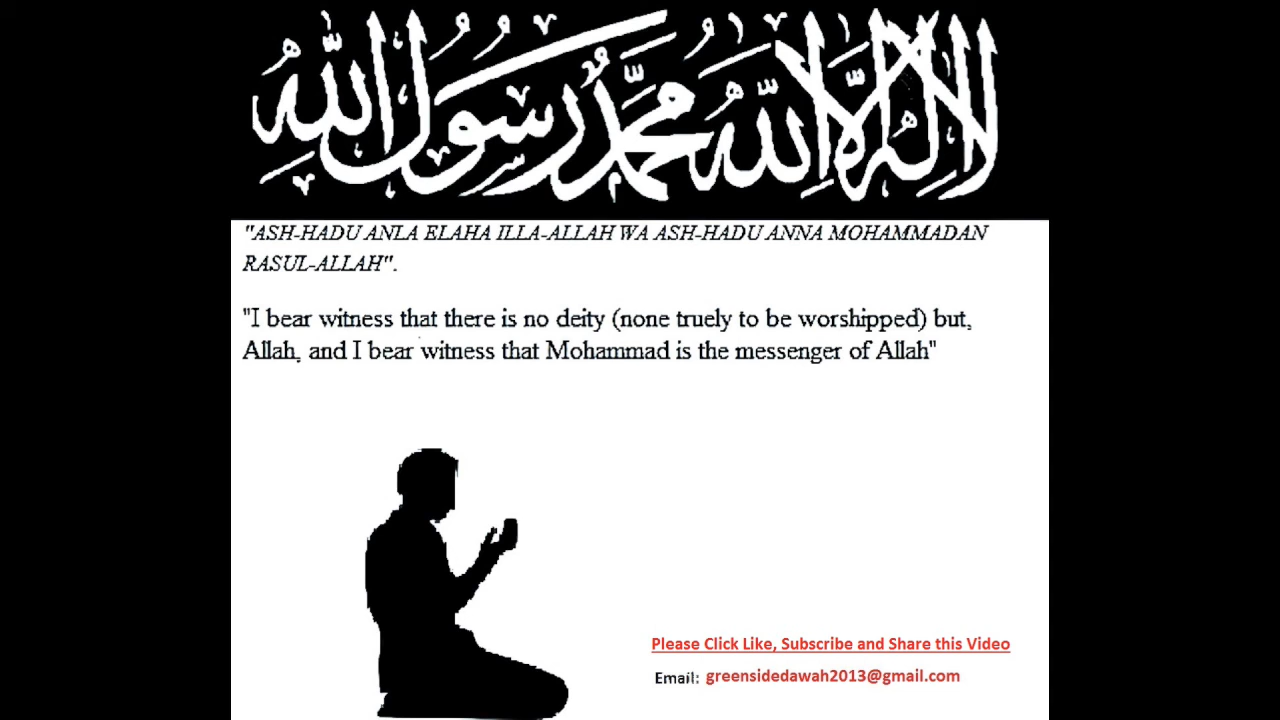 لا إله إلا الله محمد رسول الله
"ASH-HADU ANLA ELAHA ILLA-ALLAH WA ASH-HADU ANNA MOHAMMADAN
RASUL-ALLAH".
"I bear witness that there is no deity (none truely to be worshipped) but,
Allah, and I bear witness that Mohammad is the messenger of Allah"
Please Click Like, Subscribe and Share this Video
Email: greensidedawah2013@gmail.com